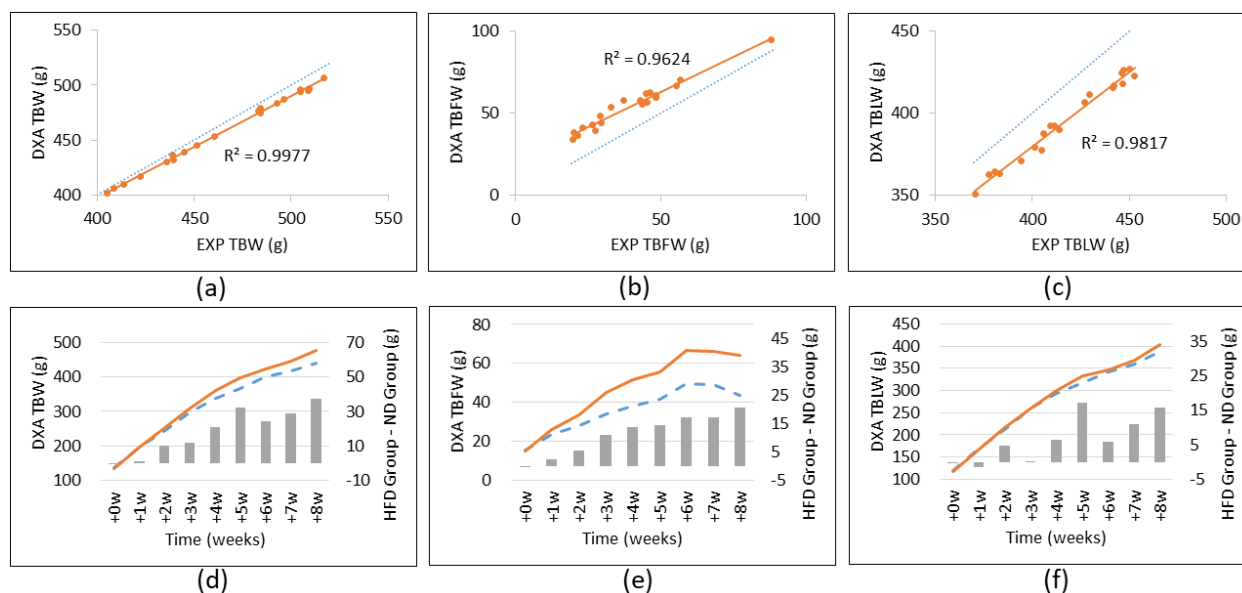 550
500
450
400
DXA TBW (g)
R² = 0.9977
400
450
500
550
EXP TBW (g)
(a)
100
50
0
DXA TBFW (g)
R² = 0.9624
0
50
100
EXP TBFW (g)
(b)
450
400
350
DXA TBLW (g)
R² = 0.9817
350
400
450
500
EXP TBLW (g)
(c)
500
400
300
200
100
DXA TBW (g)
70
50
30
10
-10
HFD Group - ND Group (g)
+0w
+1w
+2w
+3w
+4w
+5w
+6w
+7w
+8w
Time (weeks)
(d)
80
60
40
20
0
DXA TBFW (g)
45
35
25
15
5
-5
HFD Group - ND Group (g)
+0w
+1w
+2w
+3w
+4w
+5w
+6w
+7w
+8w
Time (weeks)
(e)
450
400
350
300
250
200
150
100
DXA TBLW (g)
35
25
15
5
-5
HFD Group - ND Group (g)
+0w
+1w
+2w
+3w
+4w
+5w
+6w
+7w
+8w
Time (weeks)
(f)